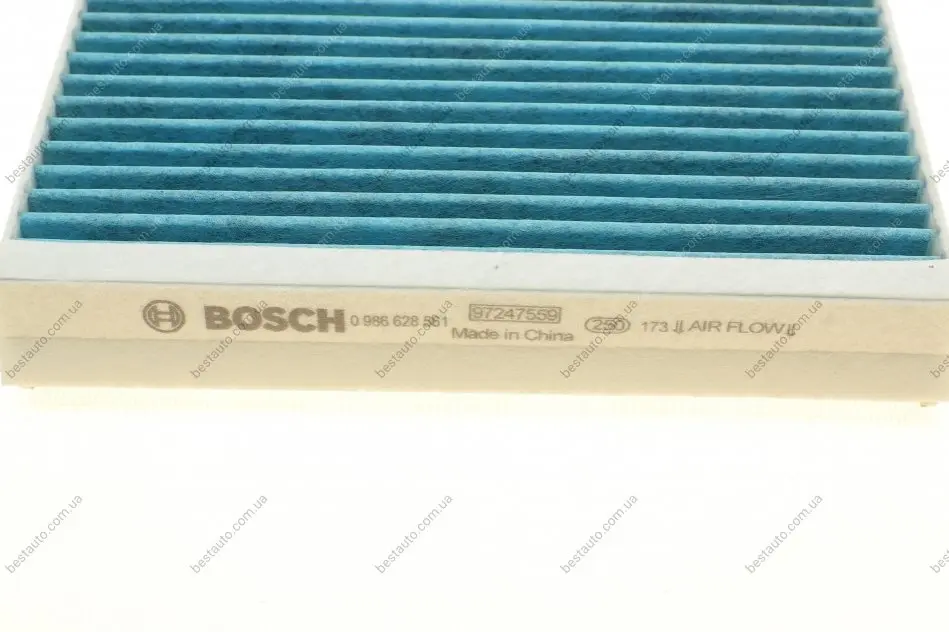 BOSCH 0 986 628 561 97247559 250 173 AIR FLOW
Made in China
bestauto.com.ua